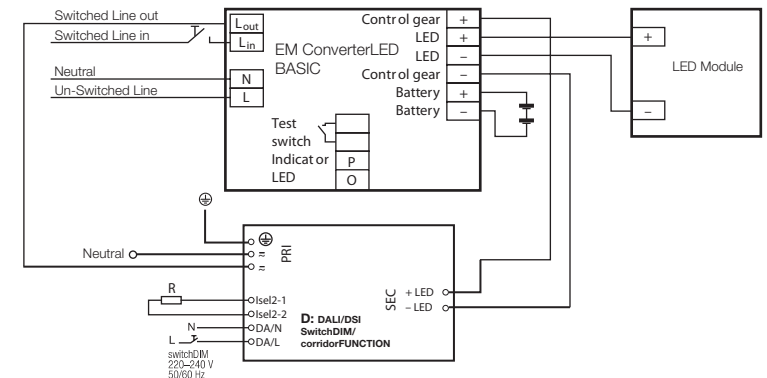 Switched Line out
Switched Line in
Neutral
Un-Switched Line
Lout
Lin
N
L
EM ConverterLED
BASIC
Control gear +
LED +
LED –
Control gear –
Battery +
Battery –
Test
switch
Indicat or
LED
P
O
+
LED Module
–
Neutral
≂
≂
PRI
R
Isel2-1
Isel2-2
N
DA/N
L
DA/L
switchDIM
220–240 V
50/60 Hz
D: DALI/DSI
SwitchDIM/
corridorFUNCTION
SEC
+ LED
– LED